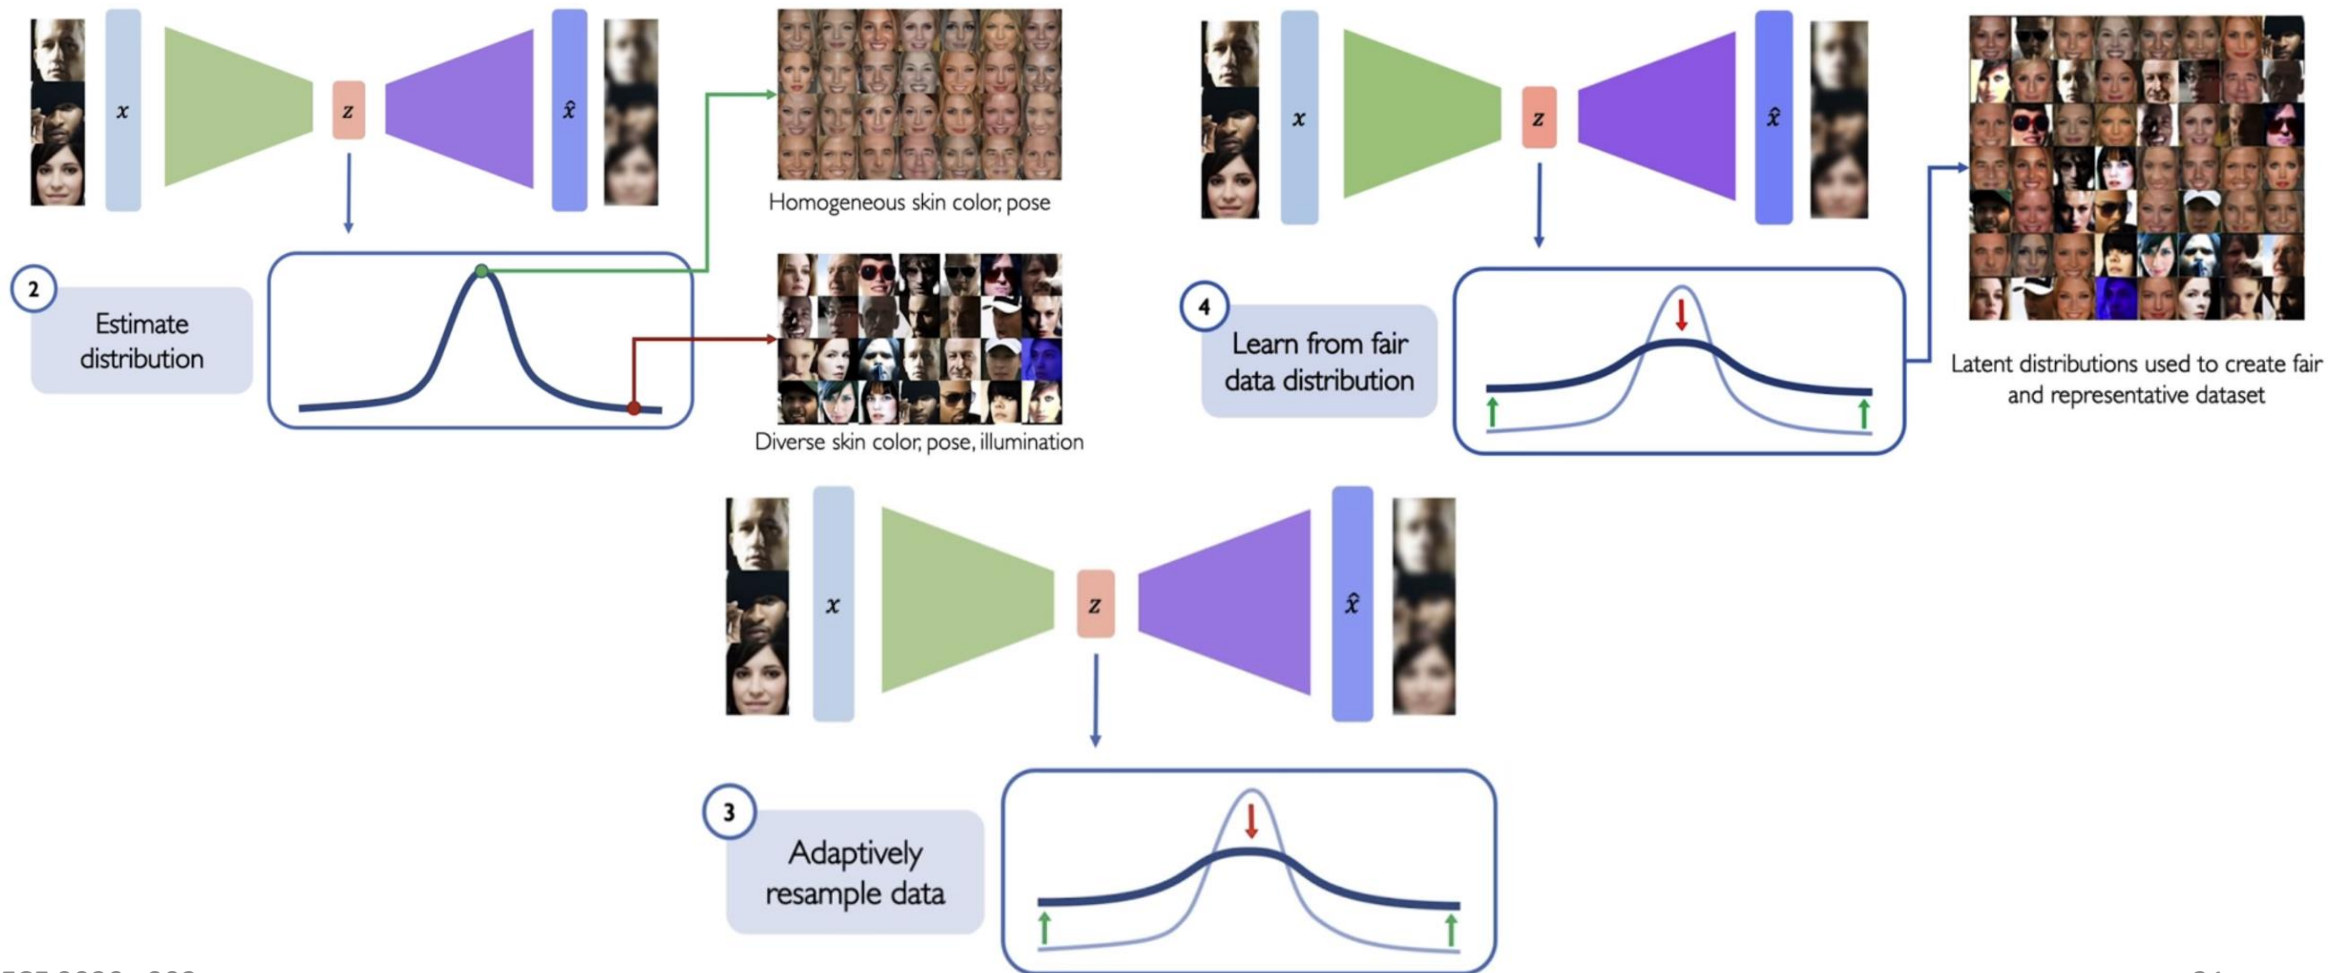 x
z
x̂
Homogeneous skin color, pose
2
Estimate
distribution
Diverse skin color, pose, illumination
x
z
x̂
4
Learn from fair
data distribution
Latent distributions used to create fair
and representative dataset
x
z
x̂
3
Adaptively
resample data